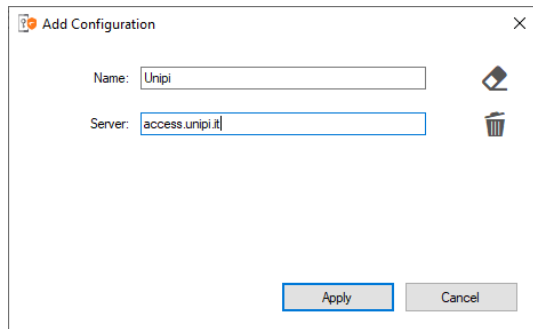 Add Configuration
Name: Unipi
Server: access.unipi.it
Apply Cancel